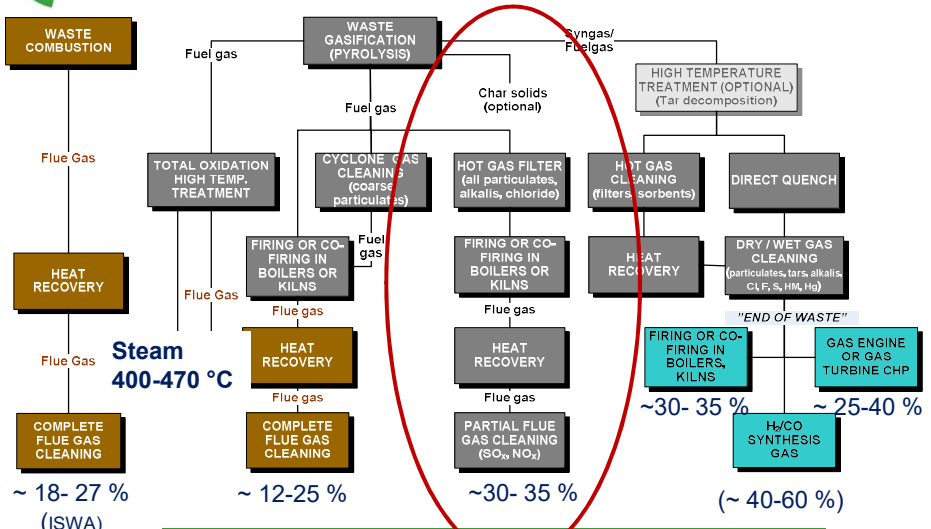 WASTE
COMBUSTION
WASTE
GASIFICATION
(PYROLYSIS)
Syngas/
Fuelgas
Fuel gas
HIGH TEMPERATURE
TREATMENT (OPTIONAL)
(Tar decomposition)
Char solids
(optional)
Fuel gas
Flue Gas
TOTAL OXIDATION
HIGH TEMP.
TREATMENT
CYCLONE GAS
CLEANING
(coarse
particulates)
HOT GAS FILTER
(all particulates,
alkalis, chloride)
HOT GAS
CLEANING
(filters, sorbents)
DIRECT QUENCH
FIRING OR CO-
FIRING IN
BOILERS OR
KILNS
Fuel
gas
FIRING OR CO-
FIRING IN
BOILERS OR
KILNS
HEAT
RECOVERY
DRY / WET GAS
CLEANING
(particulates, tars, alkalis,
Cl, F, S, HM, Hg)
HEAT
RECOVERY
Flue Gas
Flue gas
Flue gas
"END OF WASTE"
Steam
400-470 °C
HEAT
RECOVERY
HEAT
RECOVERY
FIRING OR CO-
FIRING IN
BOILERS,
KILNS
GAS ENGINE
OR GAS
TURBINE CHP
Flue Gas
Flue gas
Flue gas
~30- 35 %
~ 25-40 %
COMPLETE
FLUE GAS
CLEANING
COMPLETE
FLUE GAS
CLEANING
PARTIAL FLUE
GAS CLEANING
(SOx, NOx)
H2/CO
SYNTHESIS
GAS
~ 18- 27 %
(ISWA)
~ 12-25 %
~30- 35 %
(~ 40-60 %)